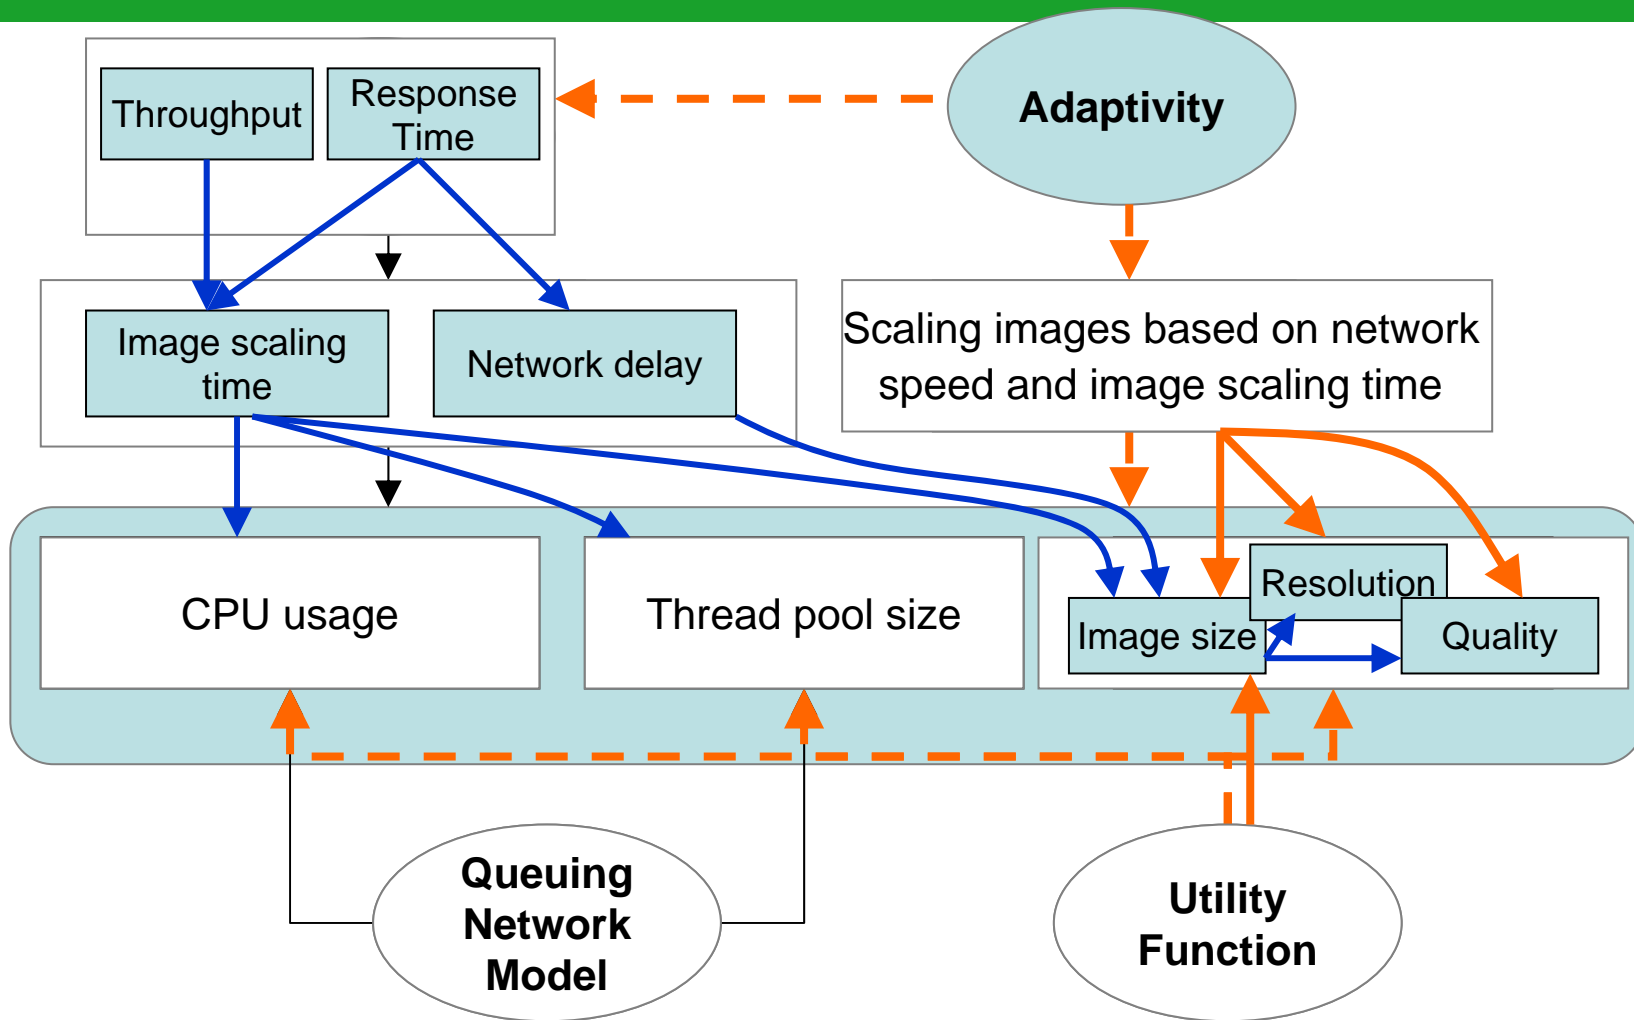 Throughput
Response
Time
Adaptivity
Image scaling
time
Network delay
Scaling images based on network
speed and image scaling time
CPU usage
Thread pool size
Resolution
Image size
Quality
Queuing
Network
Model
Utility
Function